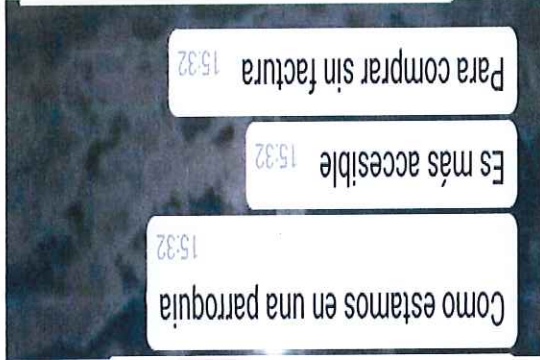 Como estamos en una parroquia
15:32
Es más accesible 15:32
Para comprar sin factura 15:32